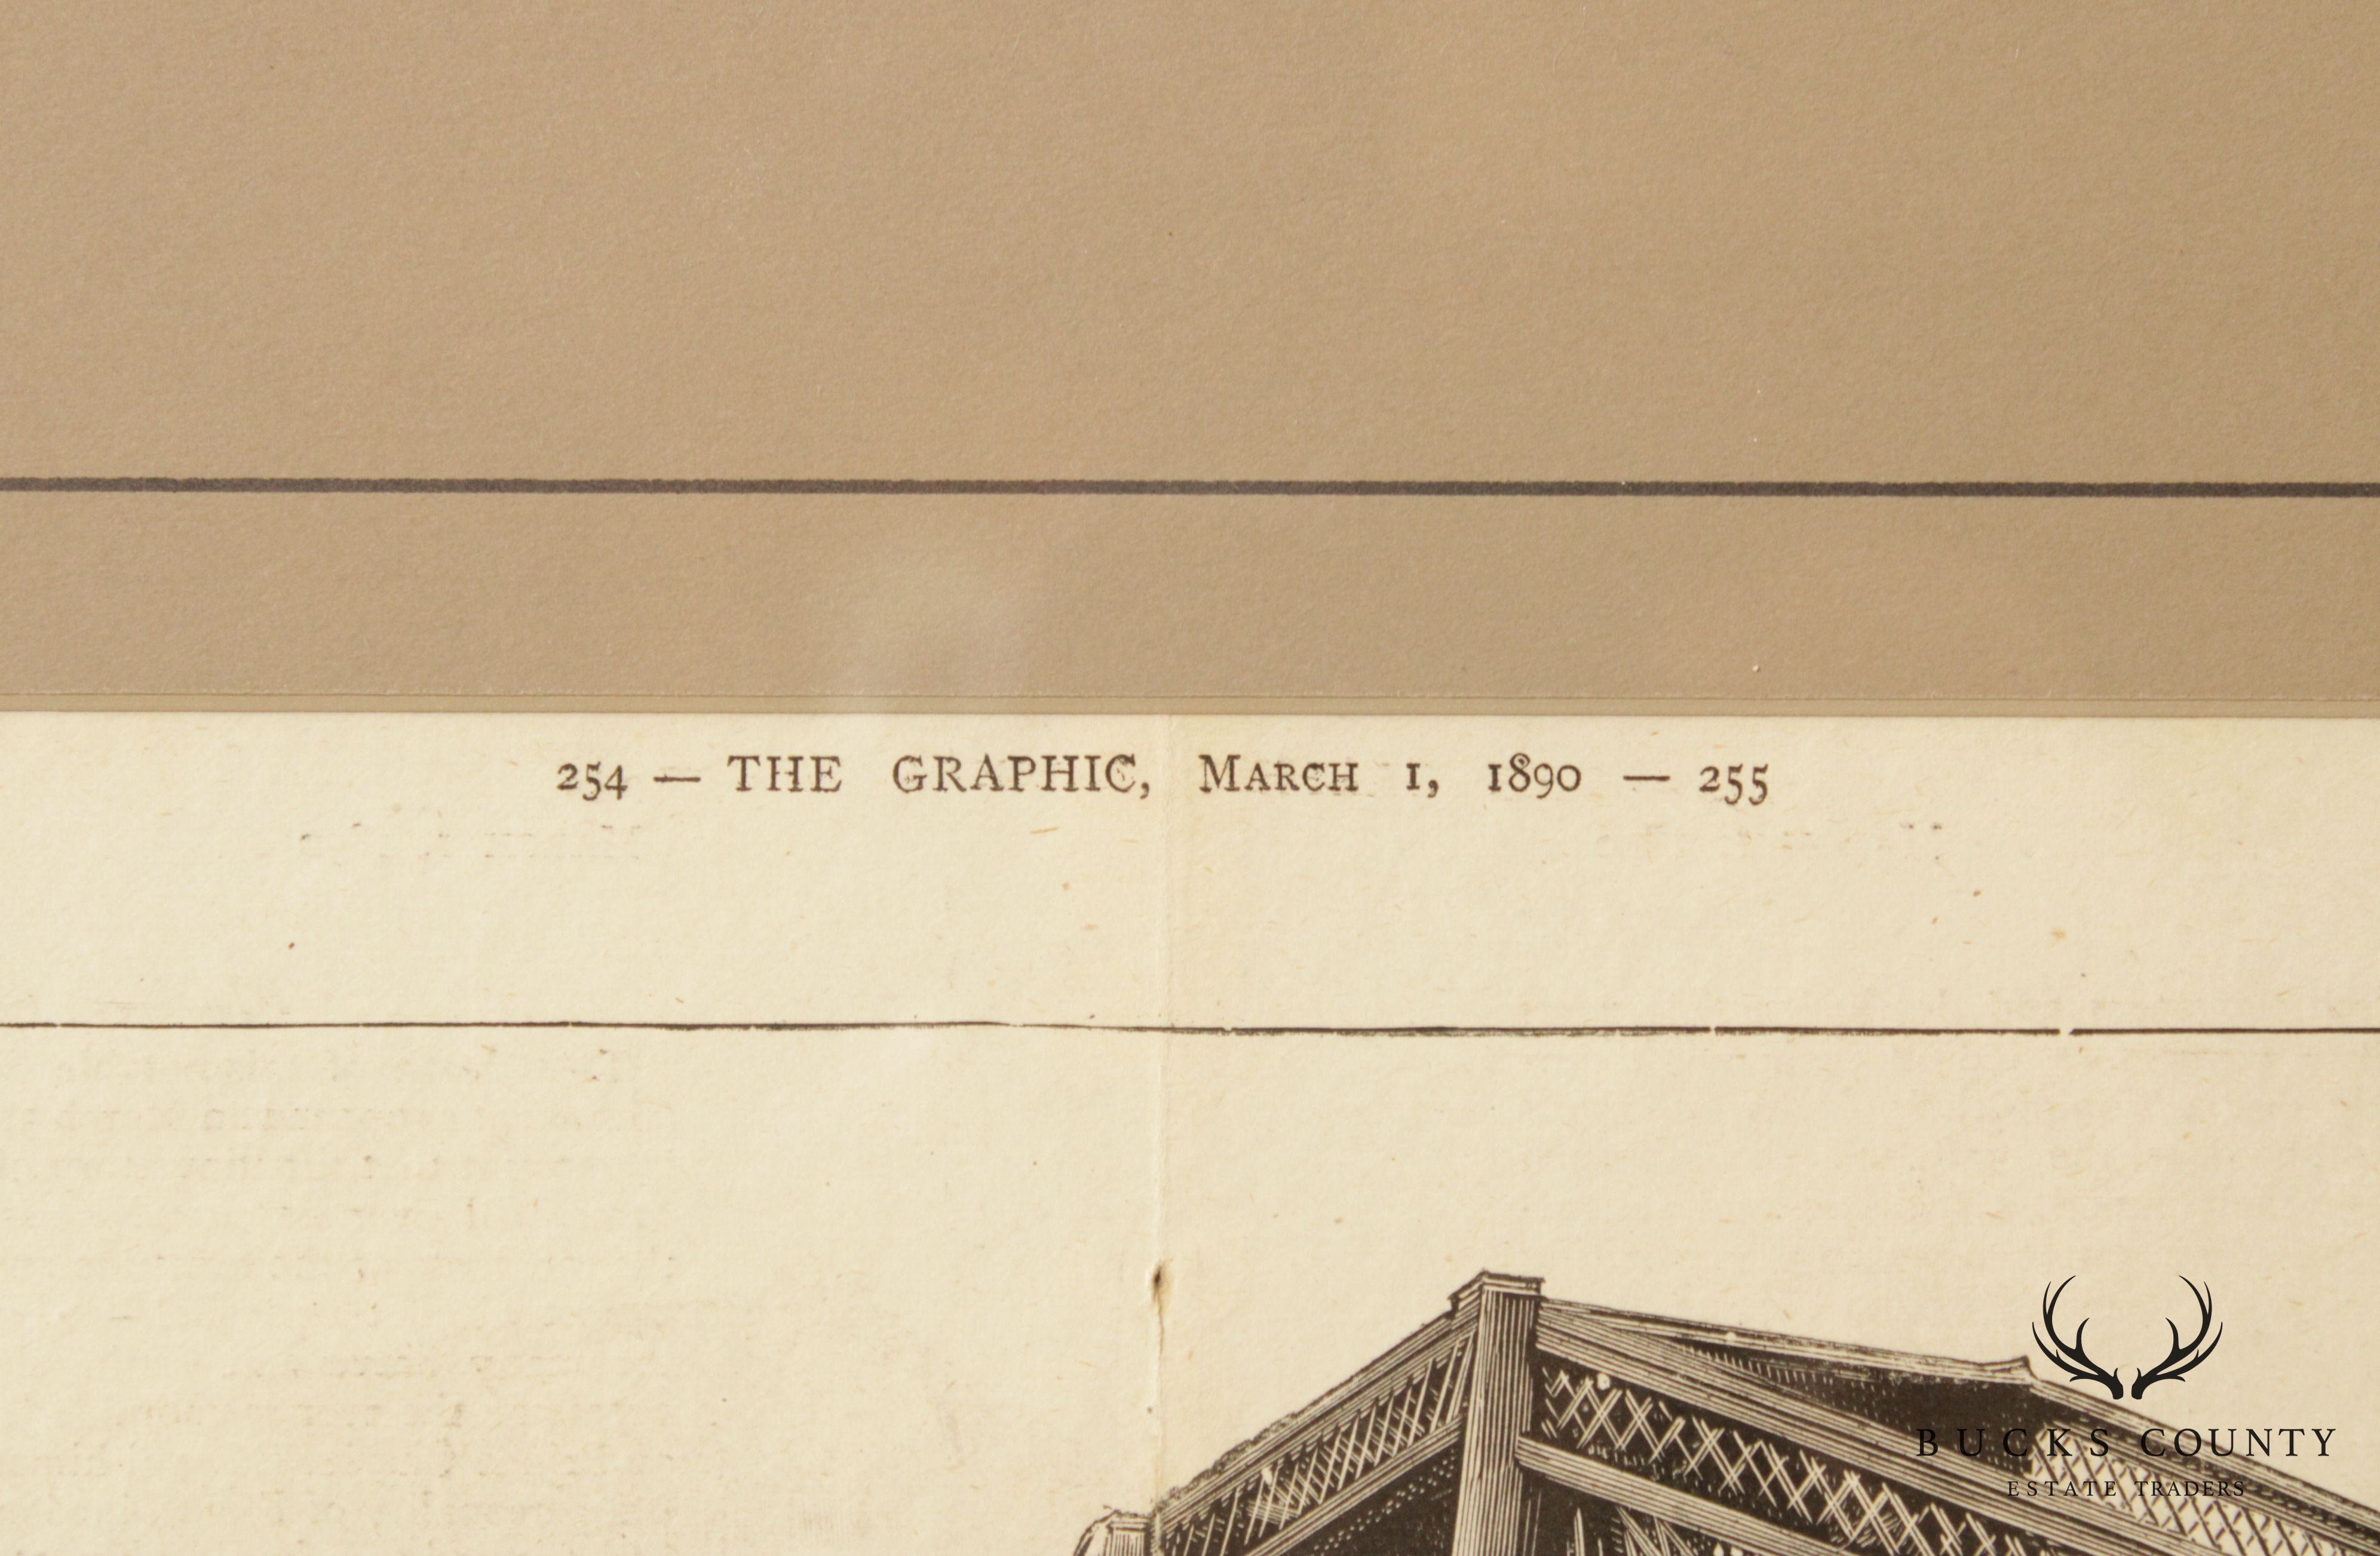 254 — THE GRAPHIC, MARCH 1, 1890 — 255
BUCKS COUNTY
ESTATE TRADERS